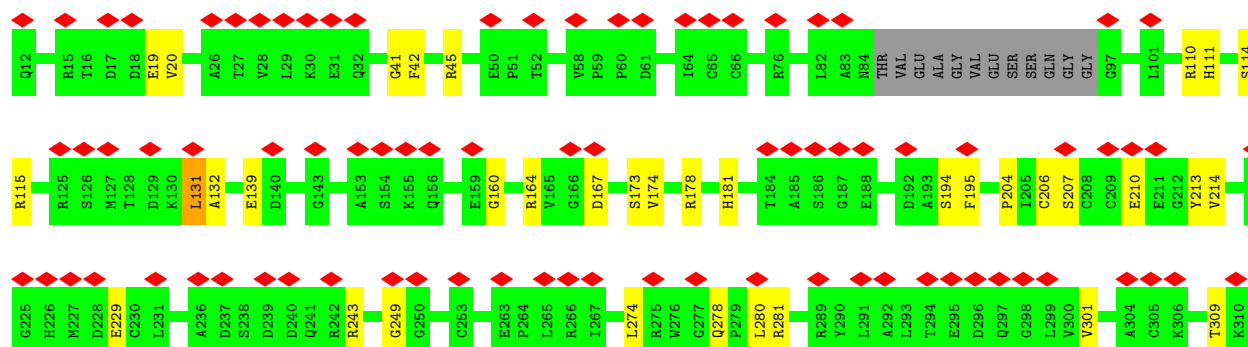 Q12 R15 T16 D17 D18 E19 V20 A26 T27 V28 L29 K30 E31 Q32 G41 F42 R45 E50 P51 T52 V58 P59 P60 D61 I64 C65 C66 R76 L82 A83 N84 THR VAL GLU ALA GLY VAL GLU SER SER GLN GLY GLY G97 L101 R110 H111 S114
R115 R125 S126 M127 T128 D129 K130 L131 A132 E139 D140 G143 A153 S154 K155 Q156 E159 G160 R164 V165 G166 D167 S173 V174 R178 H181 T184 A185 S186 G187 E188 D192 A193 S194 F195 P204 I205 C206 S207 C208 C209 E210 E211 G212 Y213 V214
G225 H226 M227 D228 E229 C230 L231 A236 D237 S238 D239 D240 Q241 R242 R243 G249 G250 C253 E263 P264 L265 R266 I267 L274 R275 W276 G277 Q278 P279 L280 R281 R289 Y290 L291 A292 L293 T294 E295 D296 Q297 G298 L299 V300 V301 A304 C305 K306 T309 K310